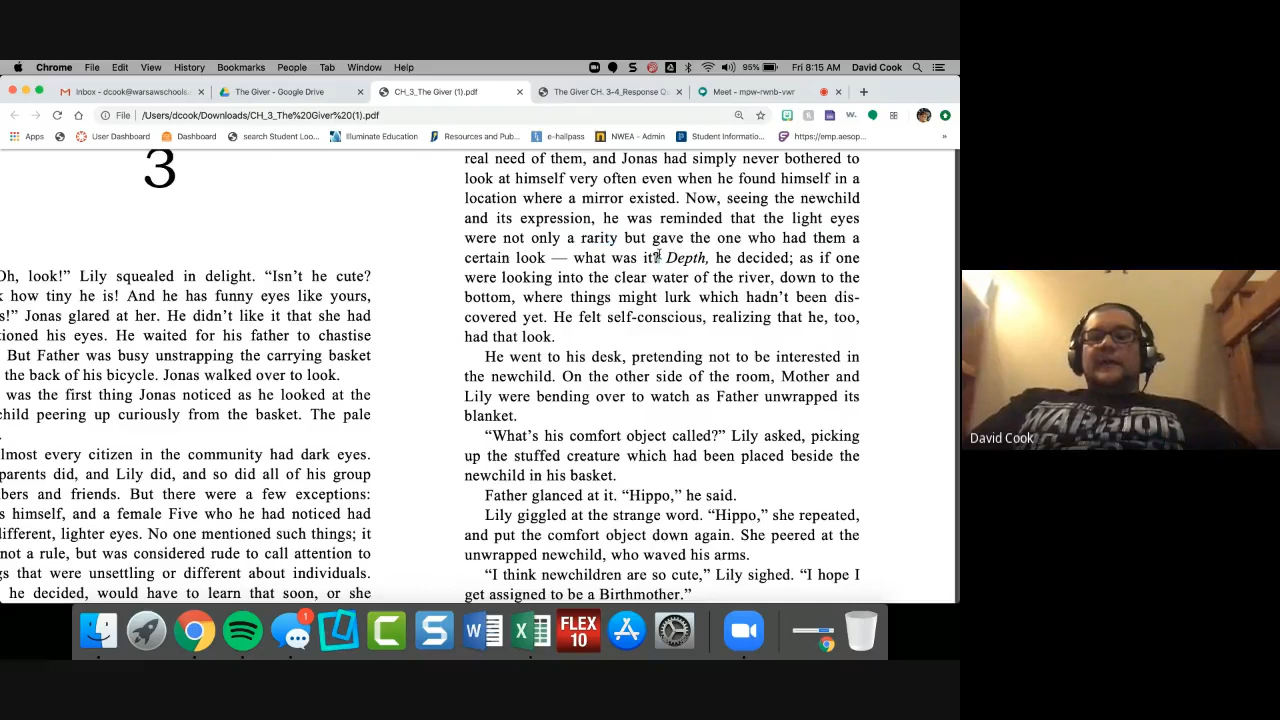 Chrome File Edit View History Bookmarks People Tab Window Help 95% Fri 8:15 AM David Cook
Inbox - dcook@warsawschools. The Giver - Google Drive CH_3_The Giver (1).pdf The Giver CH. 3-4_Response Q Meet - mpw-rwnb-vwr
File /Users/dcook/Downloads/CH_3_The%20Giver%20(1).pdf
Apps User Dashboard Dashboard search Student Loo... Illuminate Education Resources and Pub... e-hallpass NWEA - Admin Student Informatio... https://emp.aesop...
3
Oh, look!” Lily squealed in delight. “Isn’t he cute?
k how tiny he is! And he has funny eyes like yours,
s!” Jonas glared at her. He didn’t like it that she had
tioned his eyes. He waited for his father to chastise
But Father was busy unstrapping the carrying basket
the back of his bicycle. Jonas walked over to look.
was the first thing Jonas noticed as he looked at the
child peering up curiously from the basket. The pale
.
lmost every citizen in the community had dark eyes.
parents did, and Lily did, and so did all of his group
bers and friends. But there were a few exceptions:
s himself, and a female Five who he had noticed had
different, lighter eyes. No one mentioned such things; it
not a rule, but was considered rude to call attention to
gs that were unsettling or different about individuals.
he decided, would have to learn that soon, or she
real need of them, and Jonas had simply never bothered to
look at himself very often even when he found himself in a
location where a mirror existed. Now, seeing the newchild
and its expression, he was reminded that the light eyes
were not only a rarity but gave the one who had them a
certain look — what was it? Depth, he decided; as if one
were looking into the clear water of the river, down to the
bottom, where things might lurk which hadn’t been dis-
covered yet. He felt self-conscious, realizing that he, too,
had that look.
He went to his desk, pretending not to be interested in
the newchild. On the other side of the room, Mother and
Lily were bending over to watch as Father unwrapped its
blanket.
“What’s his comfort object called?” Lily asked, picking
up the stuffed creature which had been placed beside the
newchild in his basket.
Father glanced at it. “Hippo,” he said.
Lily giggled at the strange word. “Hippo,” she repeated,
and put the comfort object down again. She peered at the
unwrapped newchild, who waved his arms.
“I think newchildren are so cute,” Lily sighed. “I hope I
get assigned to be a Birthmother.”
BE THE
WARRIOR
David Cook
1
FLEX
10